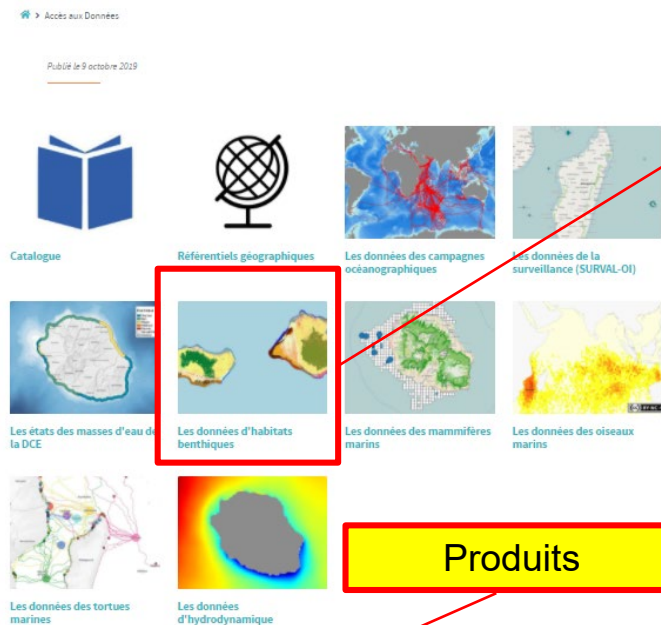 > Accès aux Données
Publié le 9 octobre 2019
Catalogue
Référentiels géographiques
Les données des campagnes
océanographiques
Les données de la
surveillance (SURVAL-OI)
Les états des masses d'eau de
la DCE
Les données d'habitats
benthiques
Les données des mammifères
marins
Les données des oiseaux
marins
Les données des tortues
marines
Les données
d'hydrodynamique
Produits